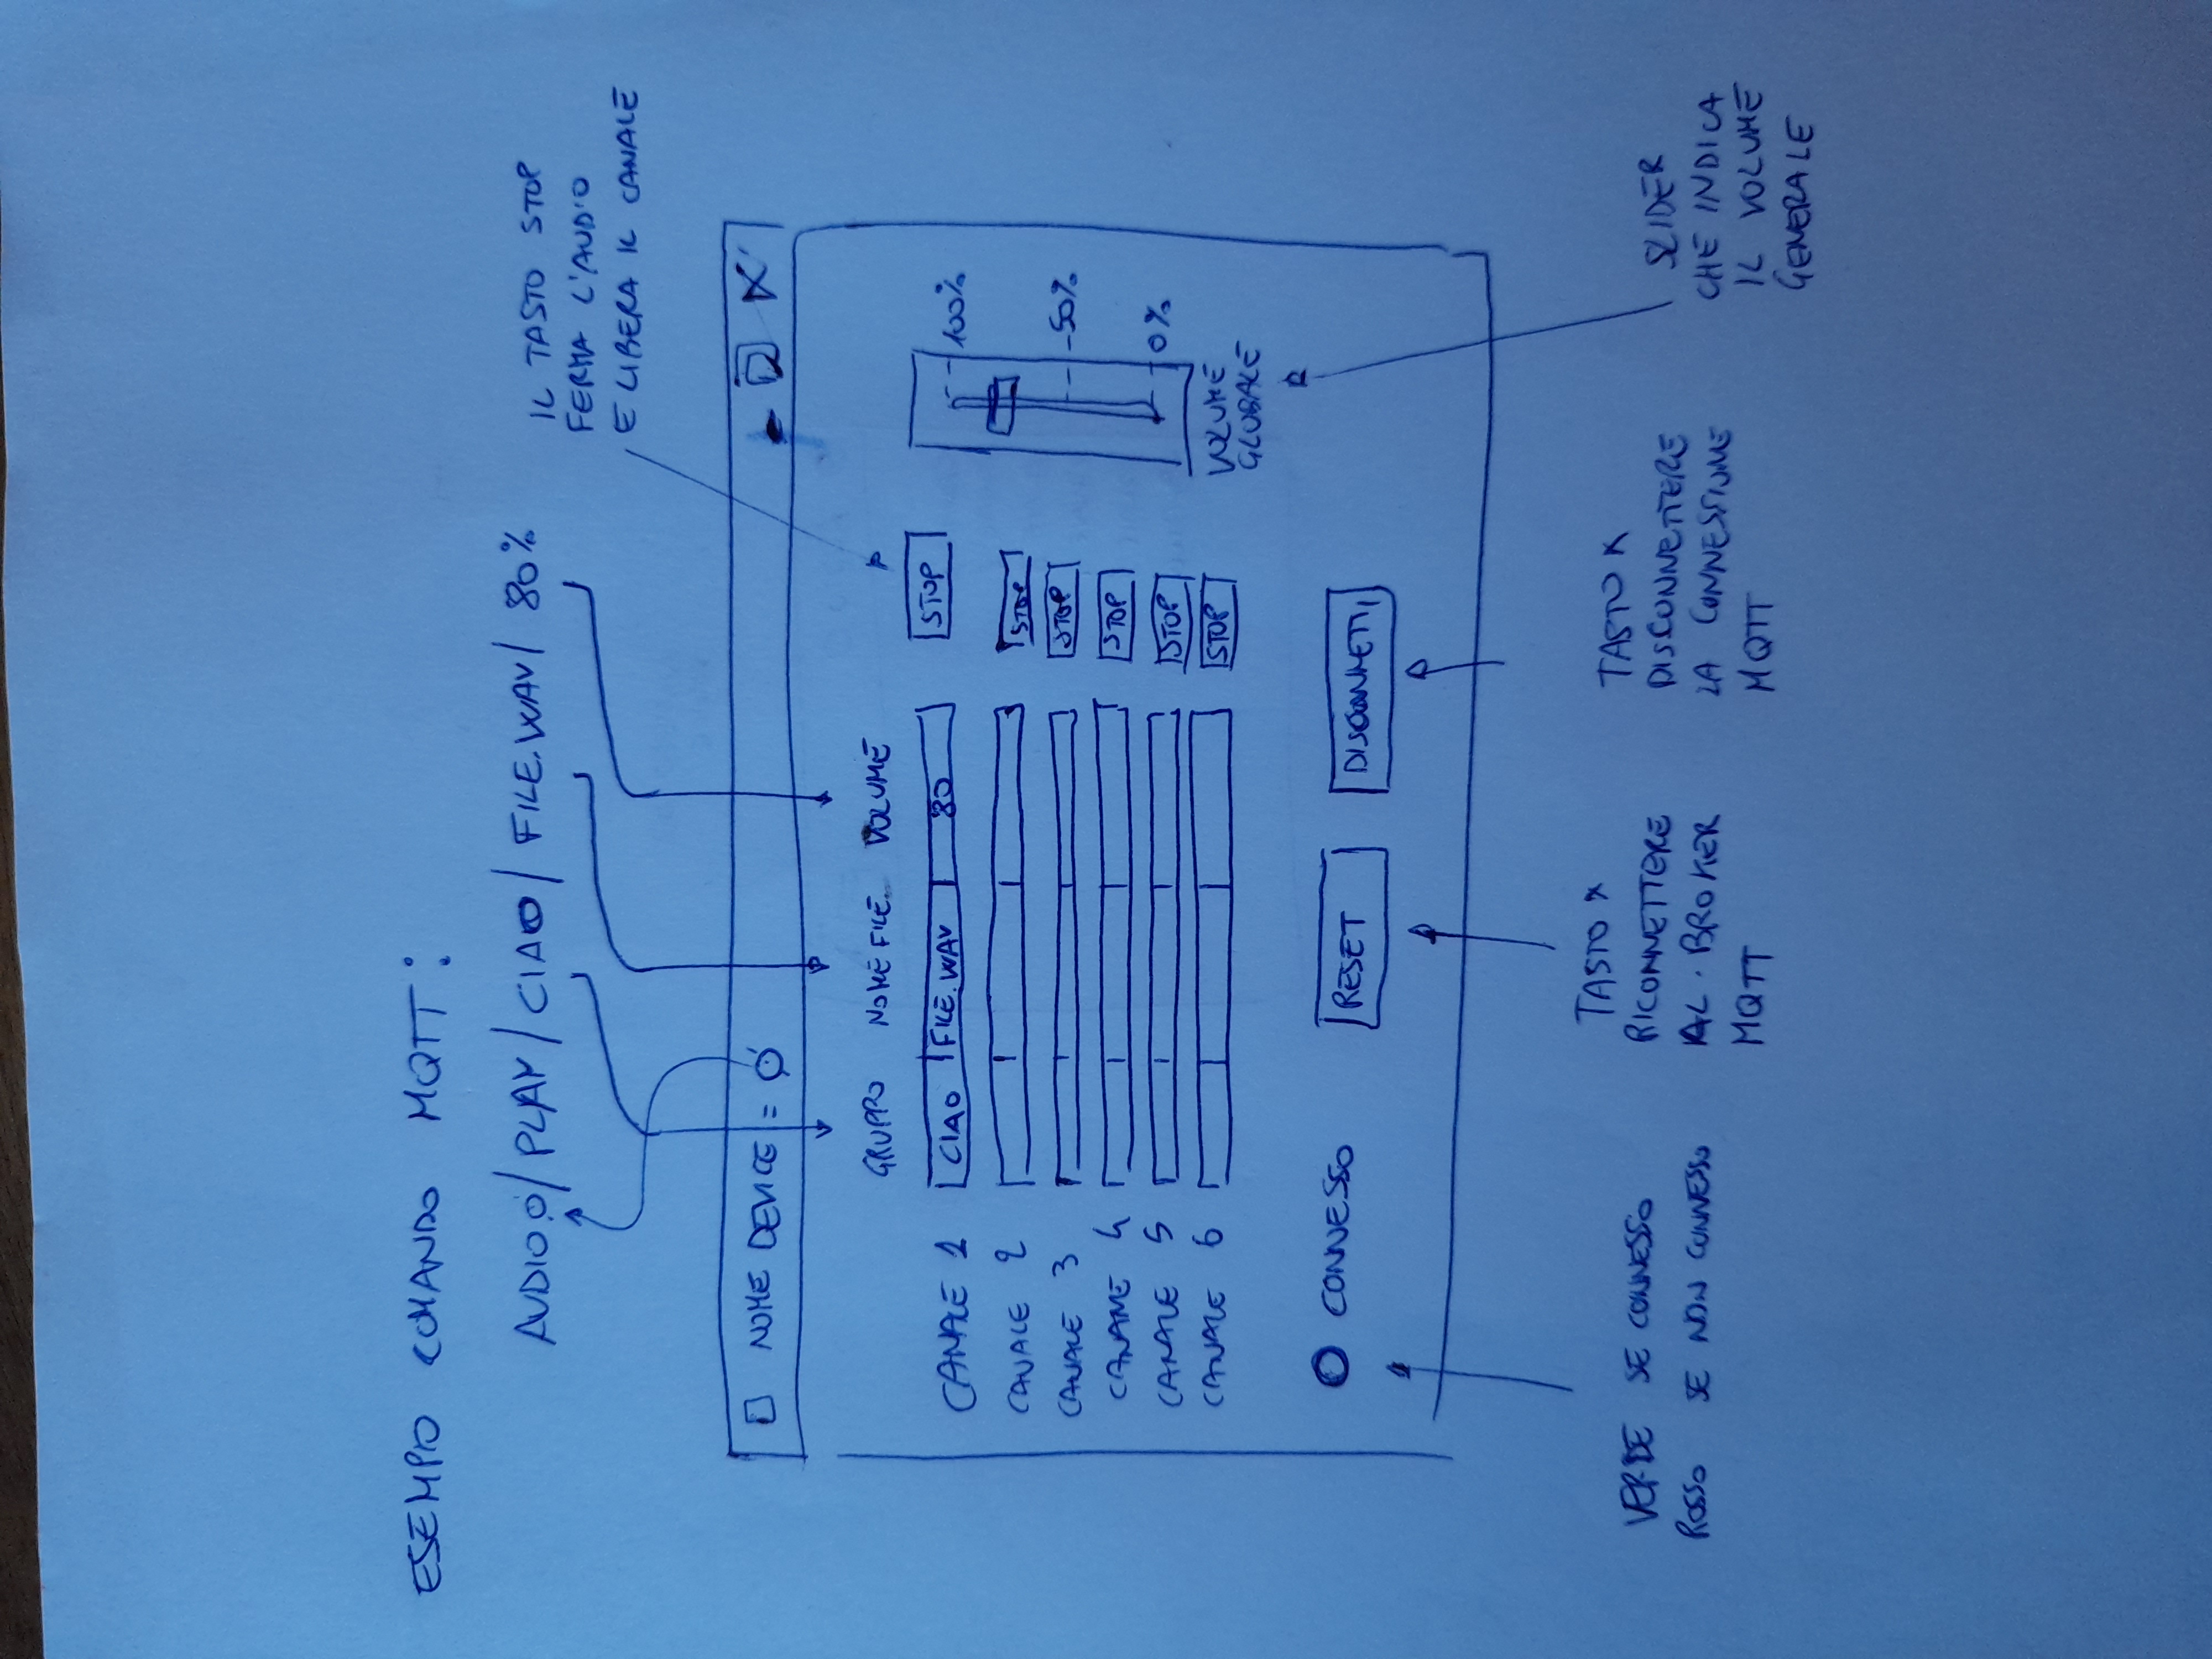 ESEMPIO COMANDO MQTT:
AUDIO.0/PLAY/CIAO/FILE.WAV/80%
IL TASTO STOP
FERMA L'AUDIO
E LIBERA IL CANALE
NOME DEVICE = 0
GRUPPO NOME FILE. VOLUME
CANALE 1 CIAO FILE.WAV 80 STOP
CANALE 2 STOP
CANALE 3 STOP
CANALE 4 STOP
CANALE 5 STOP
CANALE 6 STOP
100%
50%
0%
VOLUME
GLOBALE
CONNESSO RESET DISCONNETTI
VERDE SE CONNESSO
ROSSO SE NON CONNESSO
TASTO X
RICONNETTERE
AL BROKER
MQTT
TASTO X
DISCONNETTERE
LA CONNESSIONE
MQTT
SLIDER
CHE INDICA
IL VOLUME
GENERALE